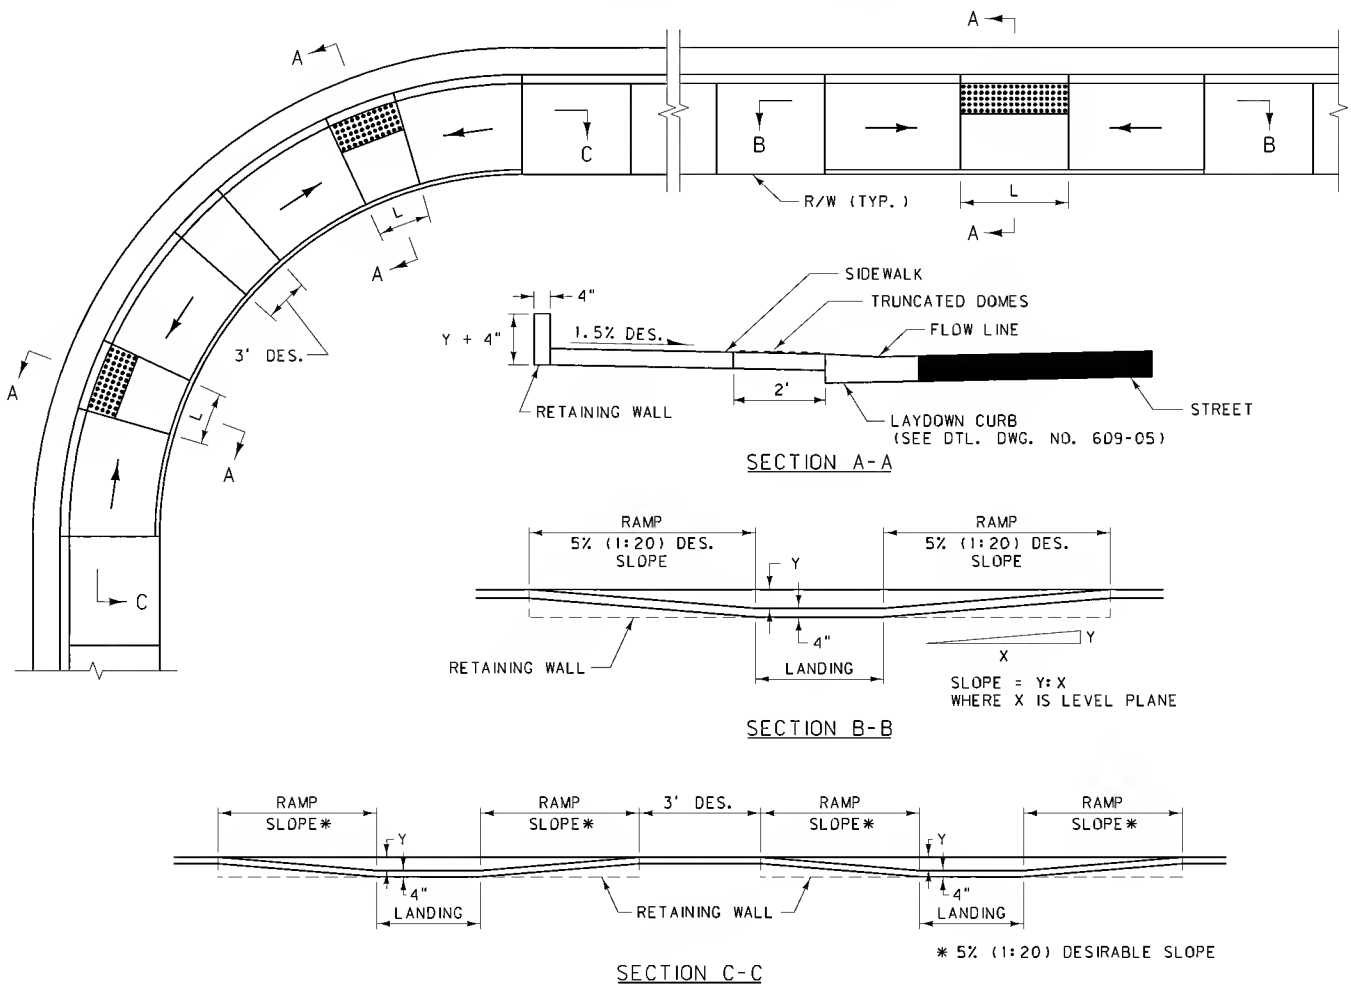 A
A
A
C
B
B
L
R/W (TYP.)
A
L
A
3' DES.
A
L
A
C
SIDEWALK
4"
TRUNCATED DOMES
Y + 4"
1.5% DES.
FLOW LINE
2'
RETAINING WALL
LAYDOWN CURB
(SEE DTL. DWG. NO. 609-05)
STREET
SECTION A-A
RAMP
5% (1:20) DES.
SLOPE
Y
RAMP
5% (1:20) DES.
SLOPE
4"
Y
X
RETAINING WALL
LANDING
SLOPE = Y:X
WHERE X IS LEVEL PLANE
SECTION B-B
RAMP
SLOPE*
RAMP
SLOPE*
3' DES.
RAMP
SLOPE*
RAMP
SLOPE*
Y
Y
4"
4"
LANDING
RETAINING WALL
LANDING
* 5% (1:20) DESIRABLE SLOPE
SECTION C-C